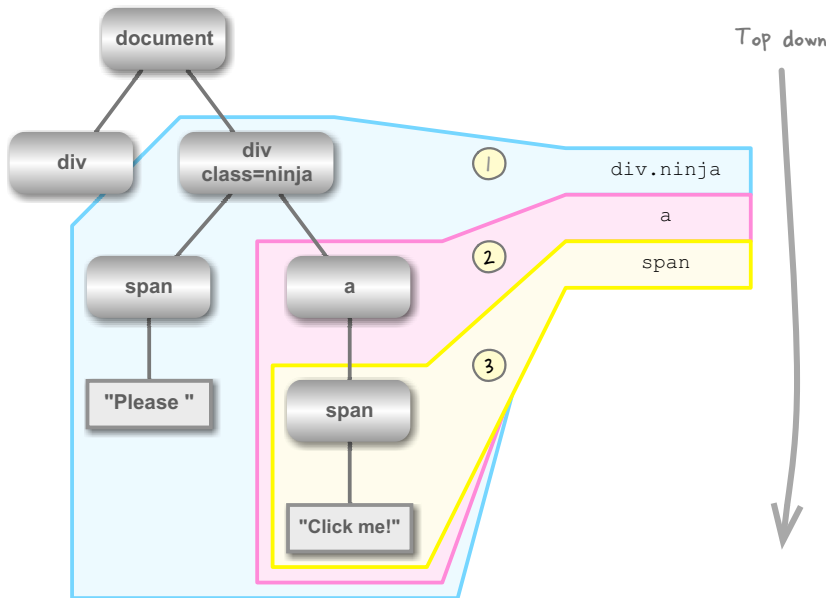 document
Top down
div
div
class=ninja
1
div.ninja
a
2
span
span
a
3
"Please "
span
"Click me!"